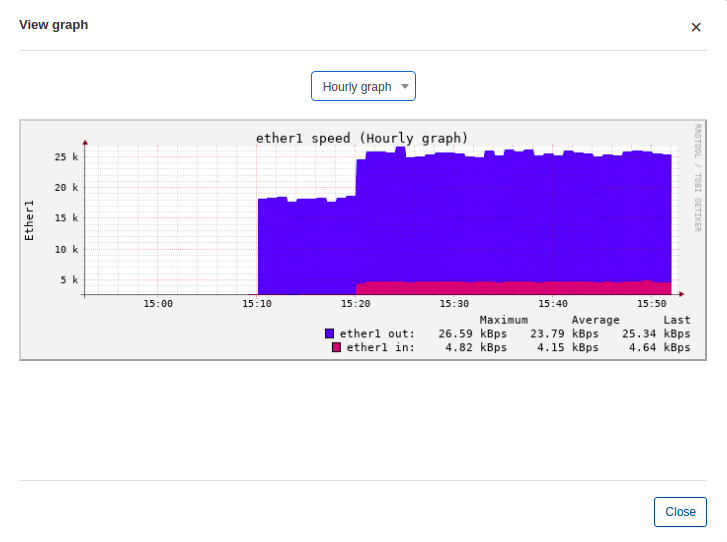 View graph
×
Hourly graph
ether1 speed (Hourly graph)
RRDTOOL / TOBI OETIKER
Ether1
25 k
20 k
15 k
10 k
5 k
15:00 15:10 15:20 15:30 15:40 15:50
Maximum Average Last
ether1 out: 26.59 kBps 23.79 kBps 25.34 kBps
ether1 in: 4.82 kBps 4.15 kBps 4.64 kBps
Close